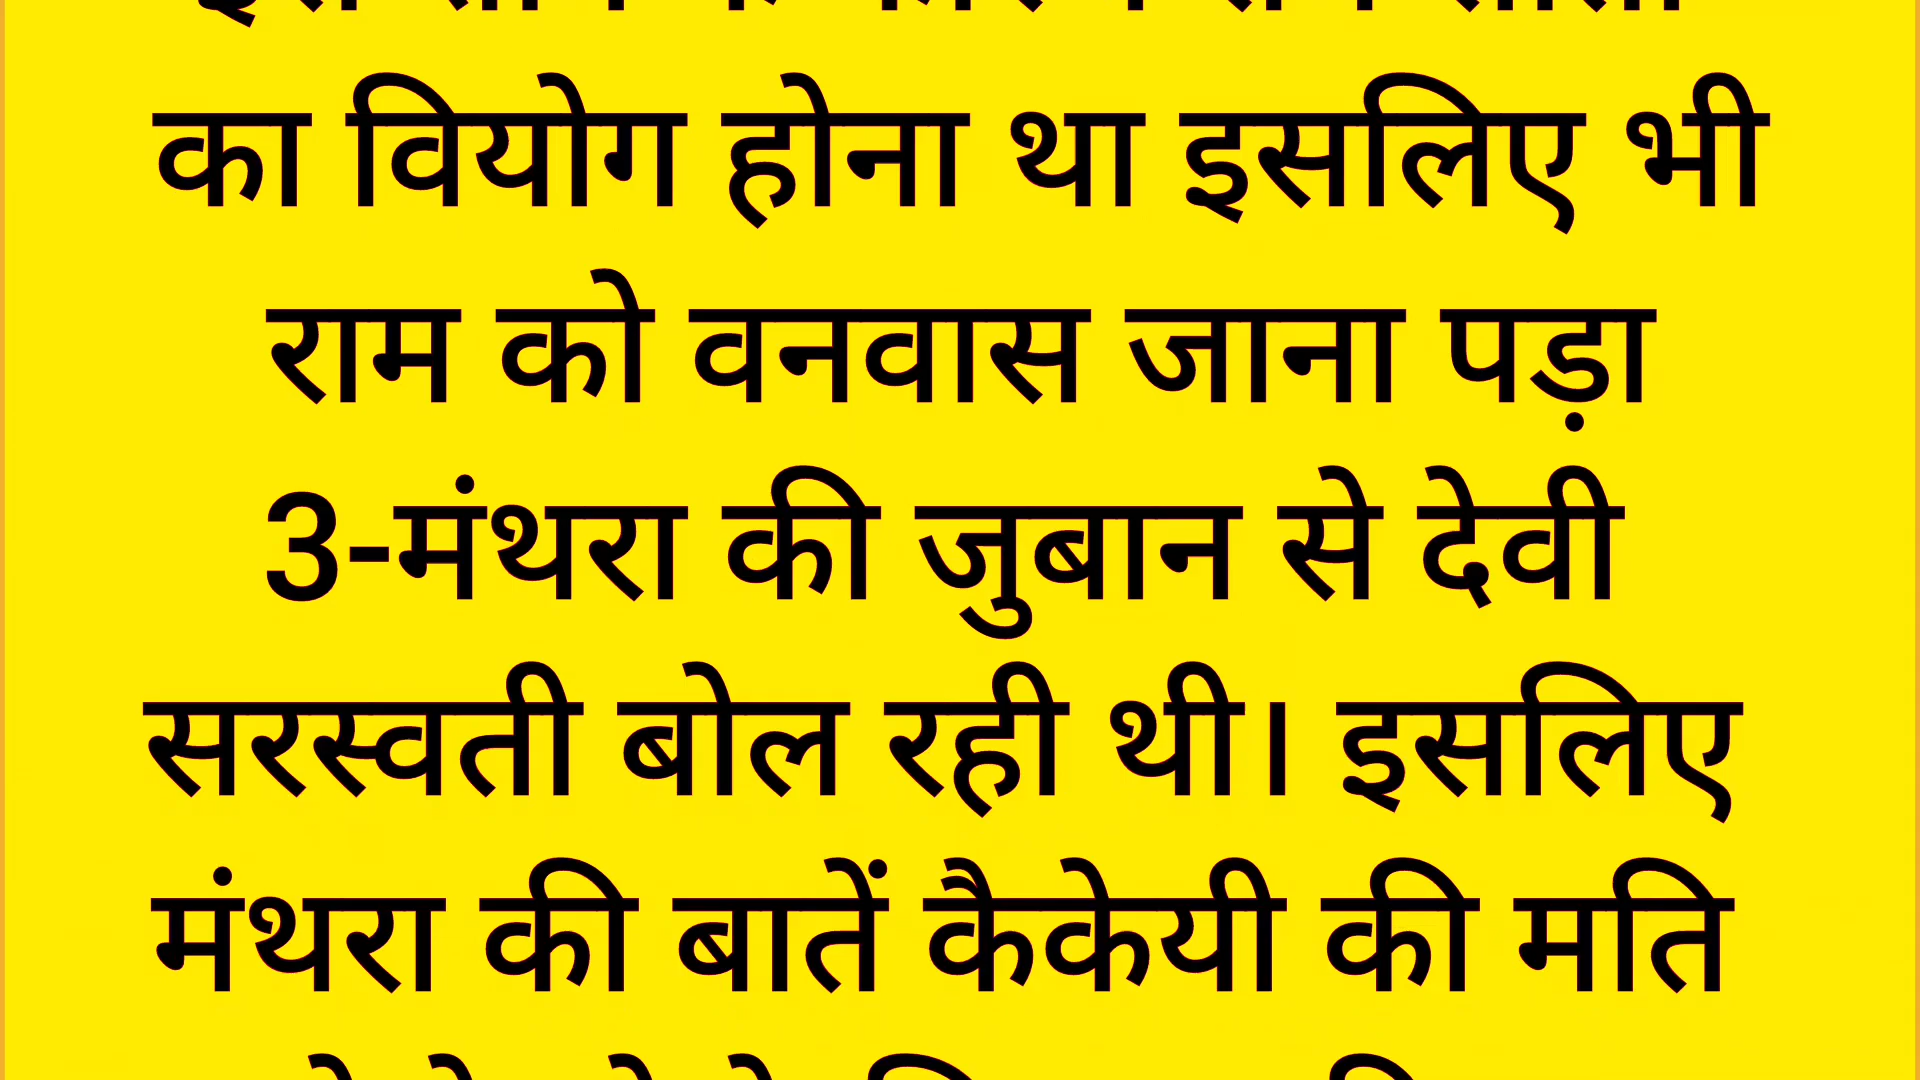 का वियोग होना था इसलिए भी
राम को वनवास जाना पड़ा
3-मंथरा की जुबान से देवी
सरस्वती बोल रही थी। इसलिए
मंथरा की बातें कैकेयी की मति